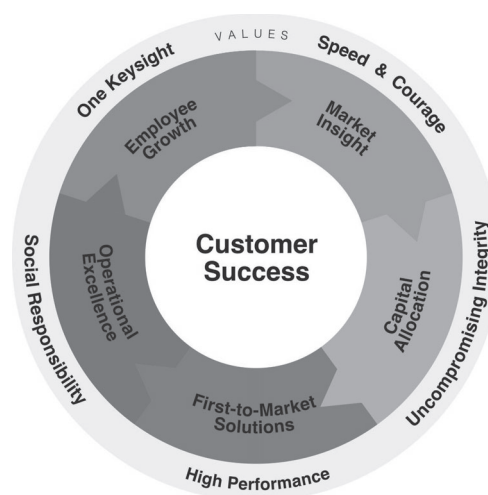 VALUES
Speed & Courage
Uncompromising Integrity
High Performance
Social Responsibility
One Keysight
Market
Insight
Capital
Allocation
First-to-Market
Solutions
Operational
Excellence
Employee
Growth
Customer
Success